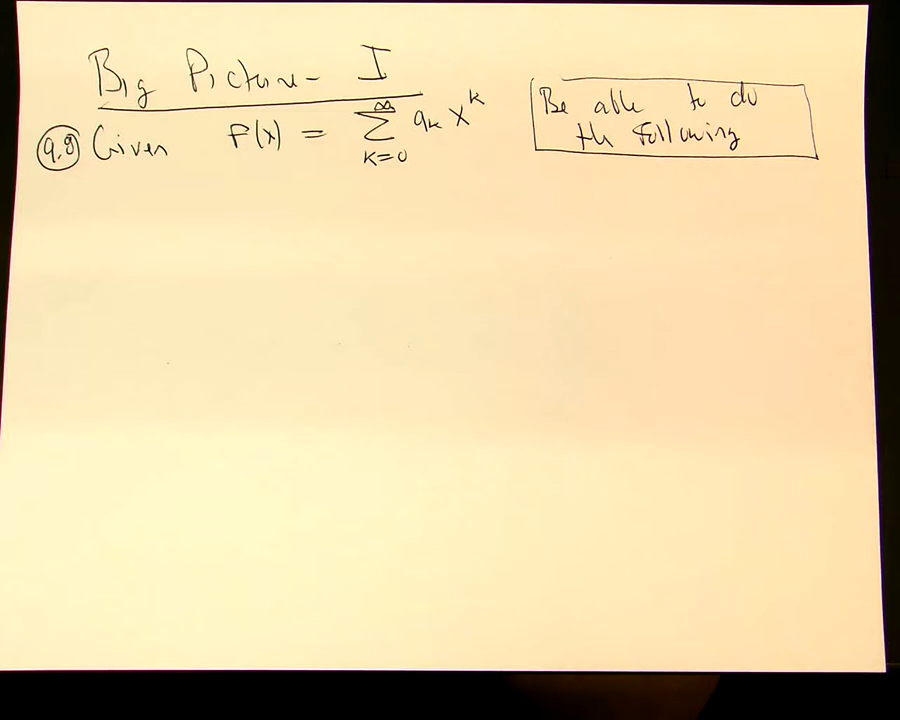 Big Picture - I
9.8 Given f(x) = ∑_{k=0}^{∞} a_k x^k
Be able to do
the following